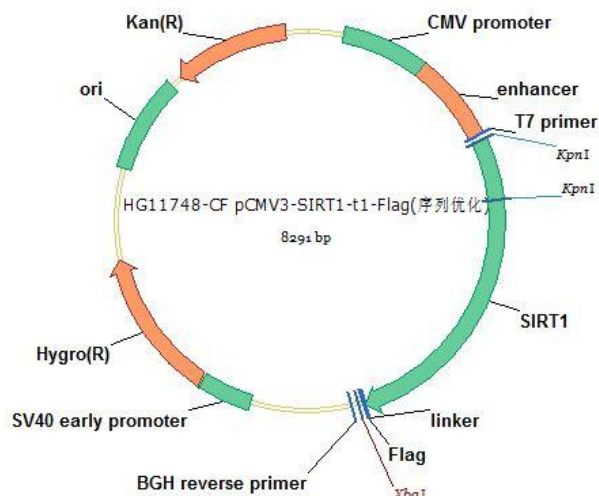 Kan(R)
CMV promoter
ori
enhancer
T7 primer
KpnI
KpnI
HG11748-CF pCMV3-SIRT1-t1-Flag(序列优化)
8291 bp
SIRT1
Hygro(R)
SV40 early promoter
linker
Flag
BGH reverse primer
XbaI